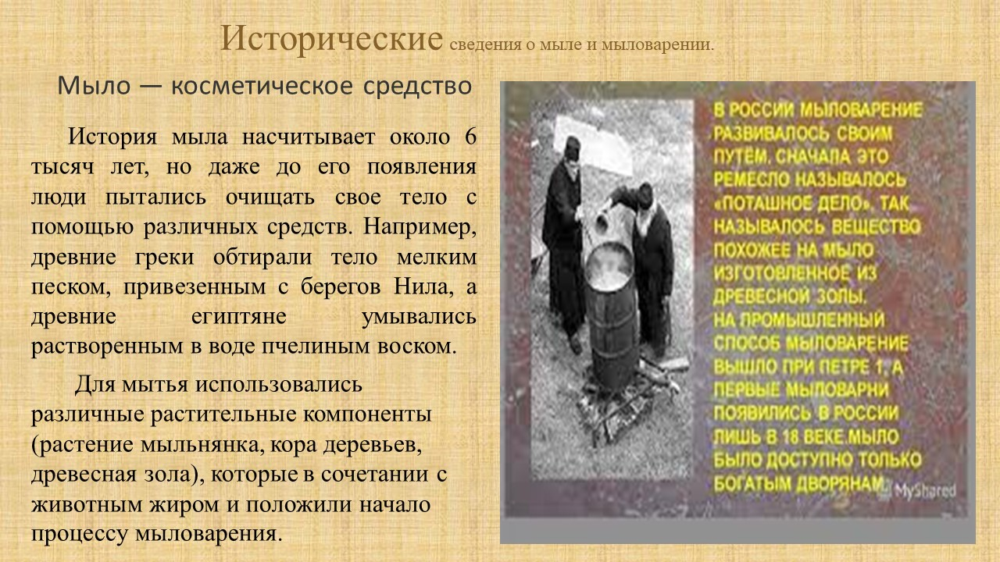 Исторические сведения о мыле и мыловарении.
Мыло — косметическое средство
История мыла насчитывает около 6
тысяч лет, но даже до его появления
люди пытались очищать свое тело с
помощью различных средств. Например,
древние греки обтирали тело мелким
песком, привезенным с берегов Нила, а
древние египтяне умывались
растворенным в воде пчелиным воском.
Для мытья использовались
различные растительные компоненты
(растение мыльнянка, кора деревьев,
древесная зола), которые в сочетании с
животным жиром и положили начало
процессу мыловарения.
В РОССИИ МЫЛОВАРЕНИЕ
РАЗВИВАЛОСЬ СВОИМ
ПУТЁМ. СНАЧАЛА ЭТО
РЕМЕСЛО НАЗЫВАЛОСЬ
«ПОТАШНОЕ ДЕЛО». ТАК
НАЗЫВАЛОСЬ ВЕЩЕСТВО
ПОХОЖЕЕ НА МЫЛО
ИЗГОТОВЛЕННОЕ ИЗ
ДРЕВЕСНОЙ ЗОЛЫ.
НА ПРОМЫШЛЕННЫЙ
СПОСОБ МЫЛОВАРЕНИЕ
ВЫШЛО ПРИ ПЕТРЕ 1, А
ПЕРВЫЕ МЫЛОВАРНИ
ПОЯВИЛИСЬ В РОССИИ
ЛИШЬ В 18 ВЕКЕ.МЫЛО
БЫЛО ДОСТУПНО ТОЛЬКО
БОГАТЫМ ДВОРЯНАМ.
MyShared